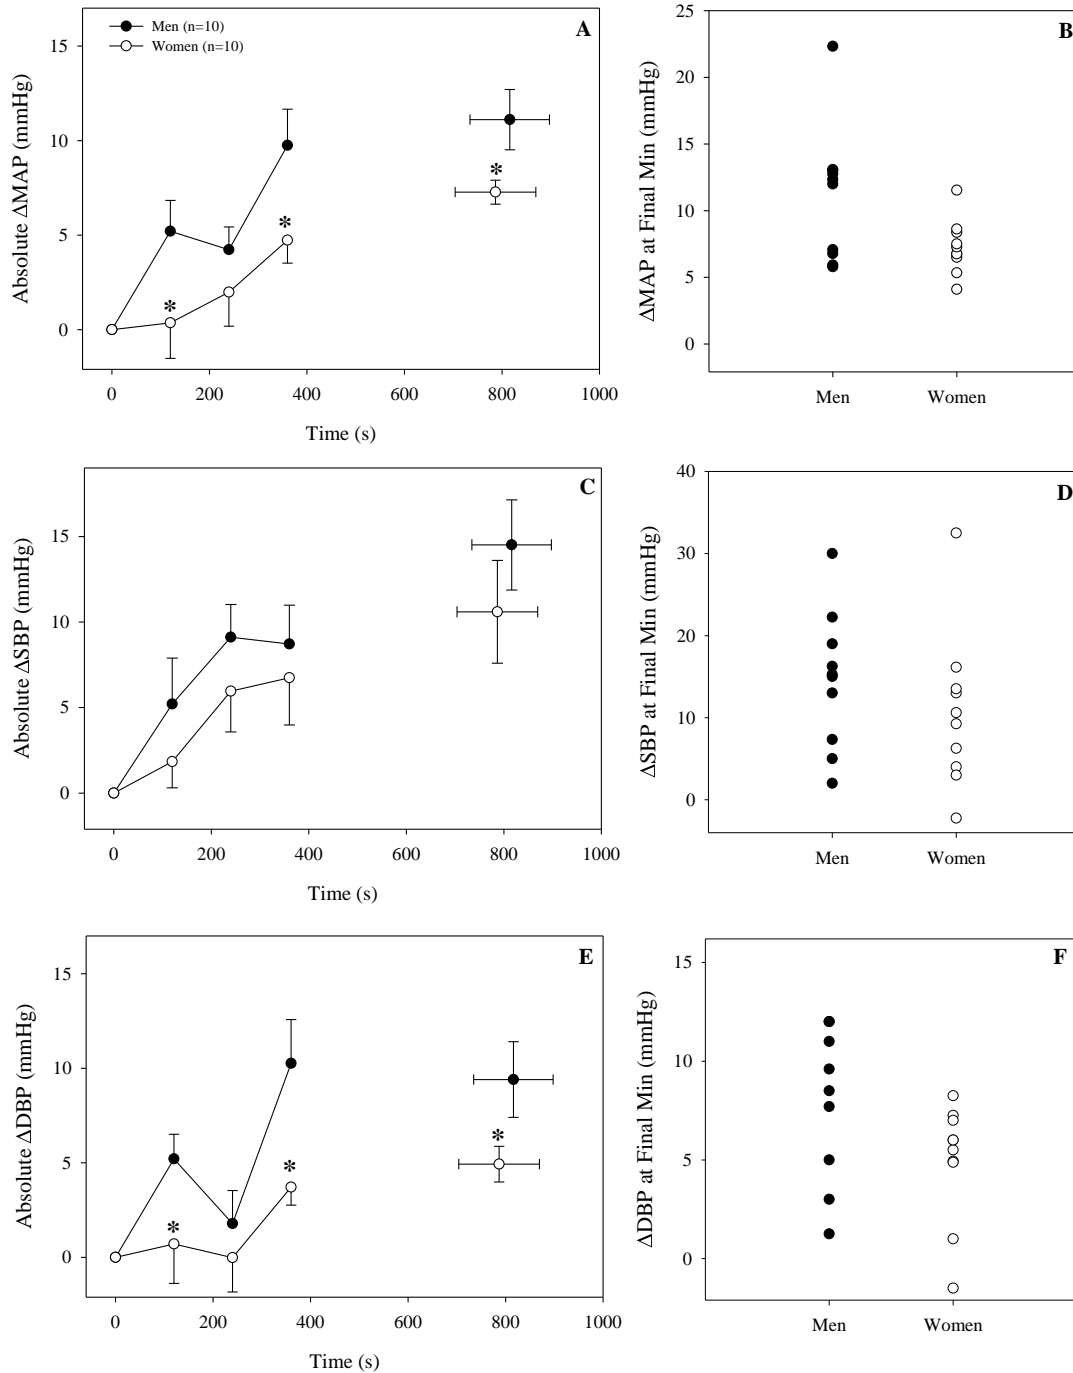 Men (n=10)
Women (n=10)
A
Absolute ΔMAP (mmHg)
15
10
5
0
*
*
*
0 200 400 600 800 1000
Time (s)
B
ΔMAP at Final Min (mmHg)
25
20
15
10
5
0
Men Women
C
Absolute ΔSBP (mmHg)
15
10
5
0
0 200 400 600 800 1000
Time (s)
D
ΔSBP at Final Min (mmHg)
40
30
20
10
0
Men Women
E
Absolute ΔDBP (mmHg)
15
10
5
0
*
*
*
0 200 400 600 800 1000
Time (s)
F
ΔDBP at Final Min (mmHg)
15
10
5
0
Men Women